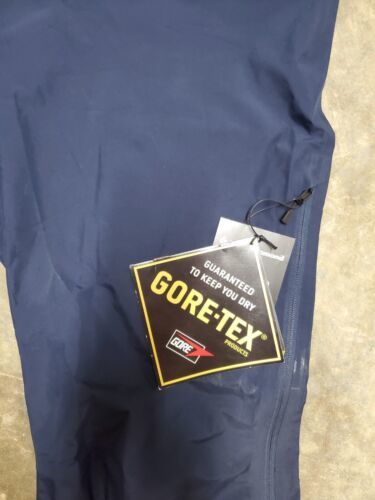 GUARANTEED
TO KEEP YOU DRY
GORE-TEX®
PRODUCTS
GORE